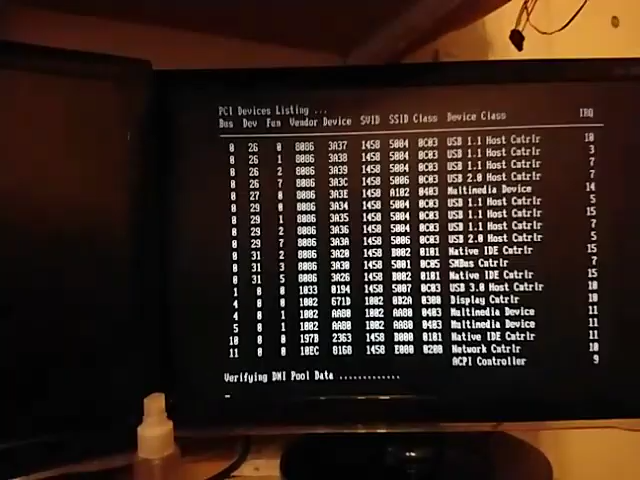 PCI Devices Listing ...
Bus Dev Fun Vendor Device SVID SSID Class Device Class IRQ
0 26 0 8086 3A37 1458 5004 0C03 USB 1.1 Host Cntrlr 10
0 26 1 8086 3A38 1458 5004 0C03 USB 1.1 Host Cntrlr 3
0 26 2 8086 3A39 1458 5004 0C03 USB 1.1 Host Cntrlr 7
0 26 7 8086 3A3C 1458 5006 0C03 USB 2.0 Host Cntrlr 7
0 27 0 8086 3A3E 1458 A102 0403 Multimedia Device 14
0 29 0 8086 3A34 1458 5004 0C03 USB 1.1 Host Cntrlr 5
0 29 1 8086 3A35 1458 5004 0C03 USB 1.1 Host Cntrlr 15
0 29 2 8086 3A36 1458 5004 0C03 USB 1.1 Host Cntrlr 7
0 29 7 8086 3A3A 1458 5006 0C03 USB 2.0 Host Cntrlr 5
0 31 2 8086 3A20 1458 B002 0101 Native IDE Cntrlr 15
0 31 3 8086 3A30 1458 5001 0C05 SMBus Cntrlr 7
0 31 5 8086 3A26 1458 B002 0101 Native IDE Cntrlr 15
1 0 0 1033 0194 1458 5007 0C03 USB 3.0 Host Cntrlr 10
4 0 0 1002 671D 1002 0B2A 0300 Display Cntrlr 10
4 0 1 1002 AA80 1002 AA80 0403 Multimedia Device 11
5 0 1 1002 AA80 1002 AA80 0403 Multimedia Device 11
10 0 0 197B 2363 1458 B000 0101 Native IDE Cntrlr 11
11 0 0 10EC 8168 1458 E000 0200 Network Cntrlr 10
ACPI Controller 9
Verifying DMI Pool Data .............